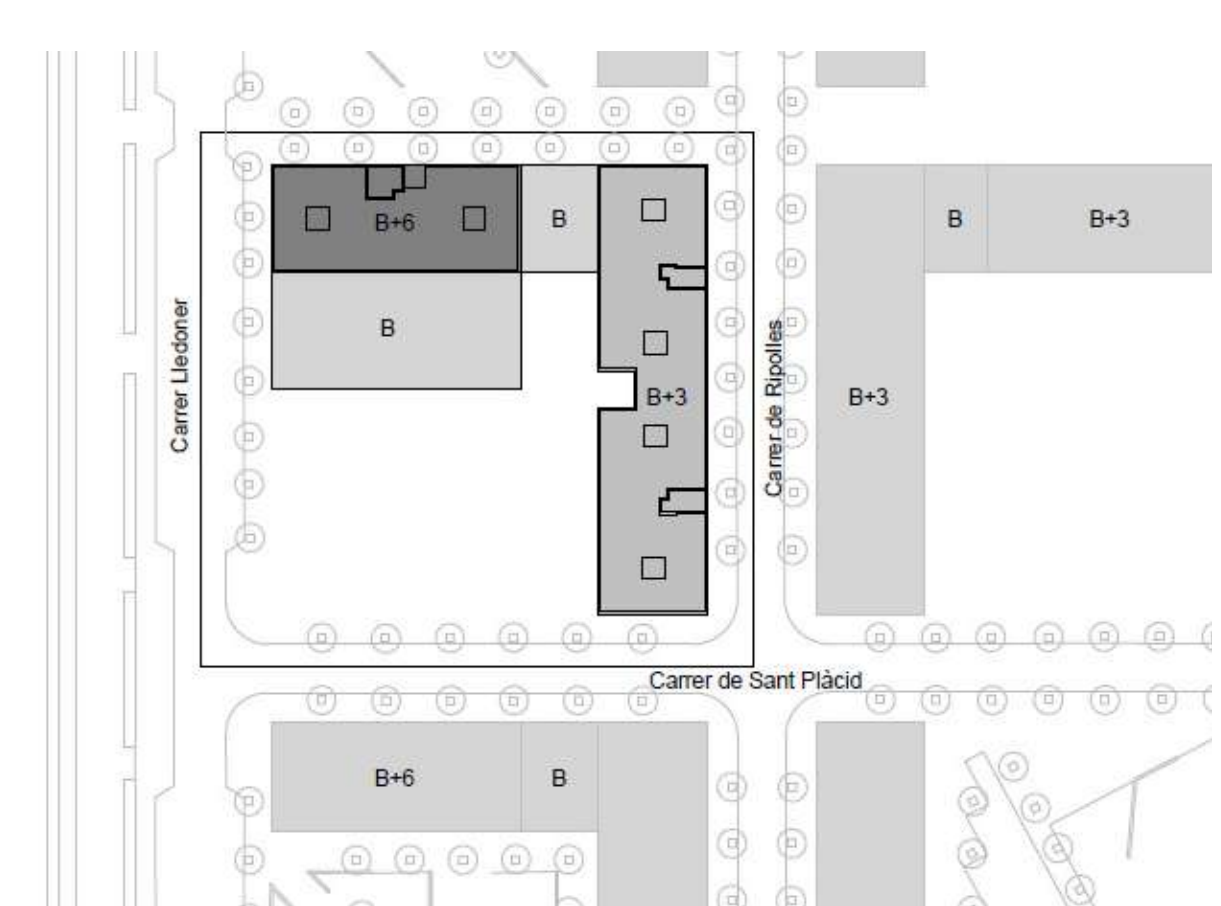 B+6
B
B
B+3
Carrer Lledoner
Carrer de Ripolles
B
B+3
B+3
Carrer de Sant Plàcid
B+6
B